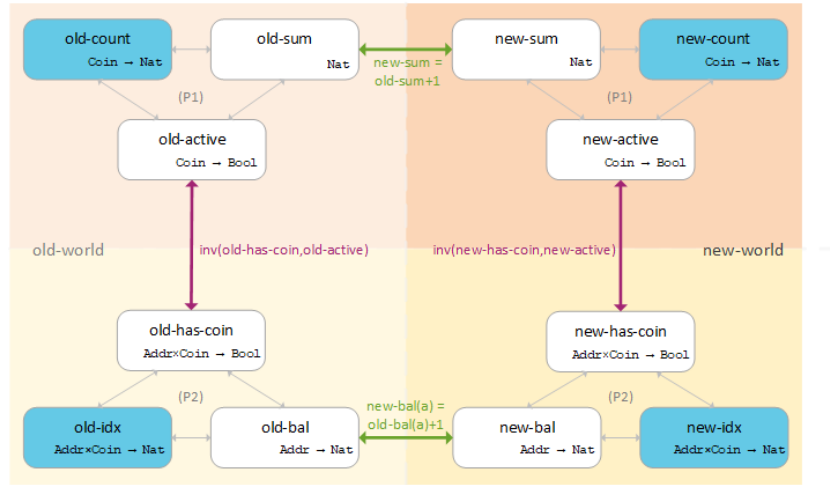 old-count
Coin → Nat
old-sum
Nat
new-sum =
old-sum+1
new-sum
Nat
new-count
Coin → Nat
(P1)
(P1)
old-active
Coin → Bool
new-active
Coin → Bool
old-world
inv(old-has-coin,old-active)
inv(new-has-coin,new-active)
new-world
old-has-coin
Addr×Coin → Bool
new-has-coin
Addr×Coin → Bool
(P2)
(P2)
old-idx
Addr×Coin → Nat
old-bal
Addr → Nat
new-bal(a) =
old-bal(a)+1
new-bal
Addr → Nat
new-idx
Addr×Coin → Nat